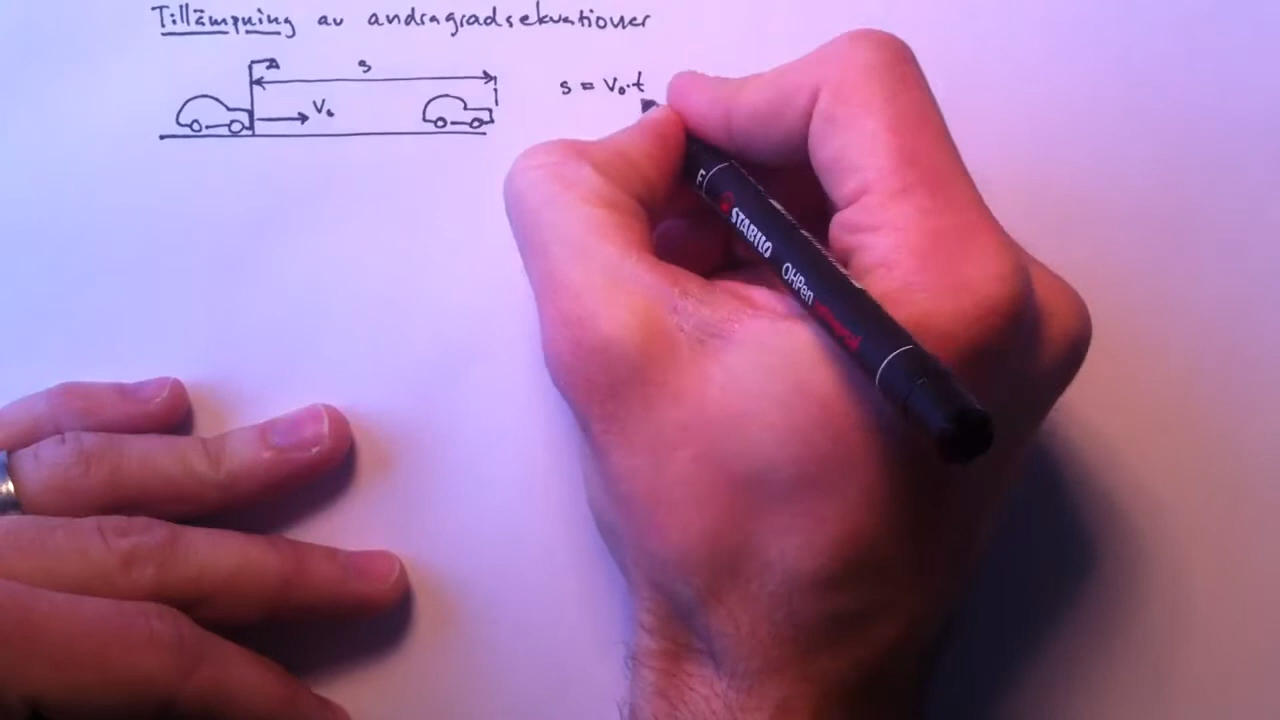 Tillämpning av andragradsekvationer
s
s = v₀·t
v₀
F
STABILO OHPen